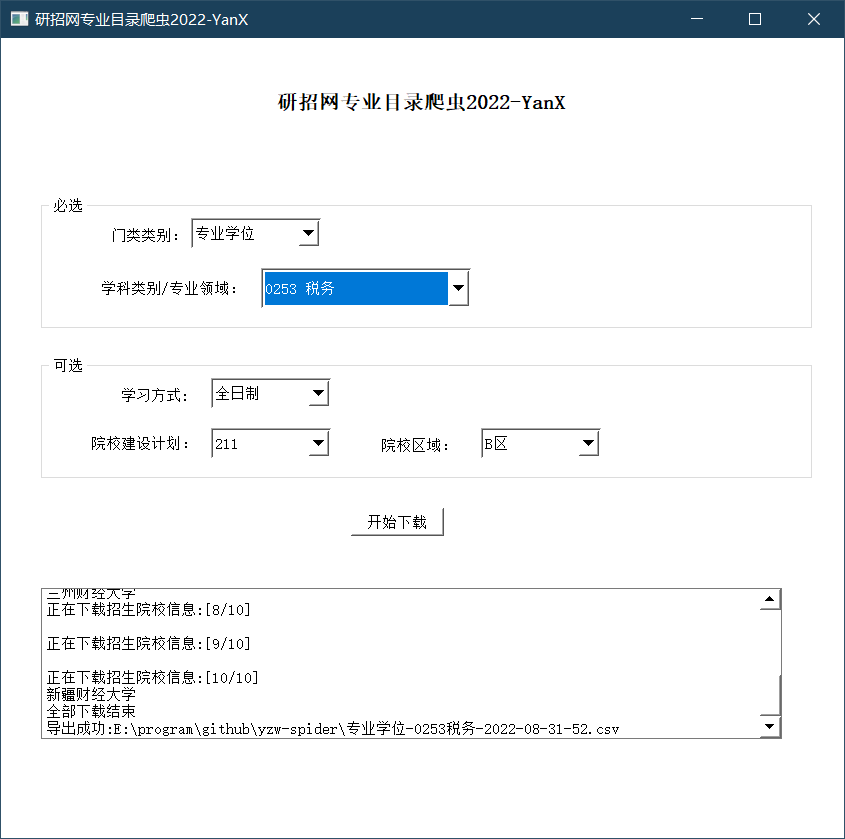 研招网专业目录爬虫2022-YanX
研招网专业目录爬虫2022-YanX
必选
门类类别： 专业学位
学科类别/专业领域： 0253 税务
可选
学习方式： 全日制
院校建设计划： 211 院校区域： B区
开始下载
兰州财经大学
正在下载招生院校信息:[8/10]
正在下载招生院校信息:[9/10]
正在下载招生院校信息:[10/10]
新疆财经大学
全部下载结束
导出成功:E:\program\github\yzw-spider\专业学位-0253税务-2022-08-31-52.csv